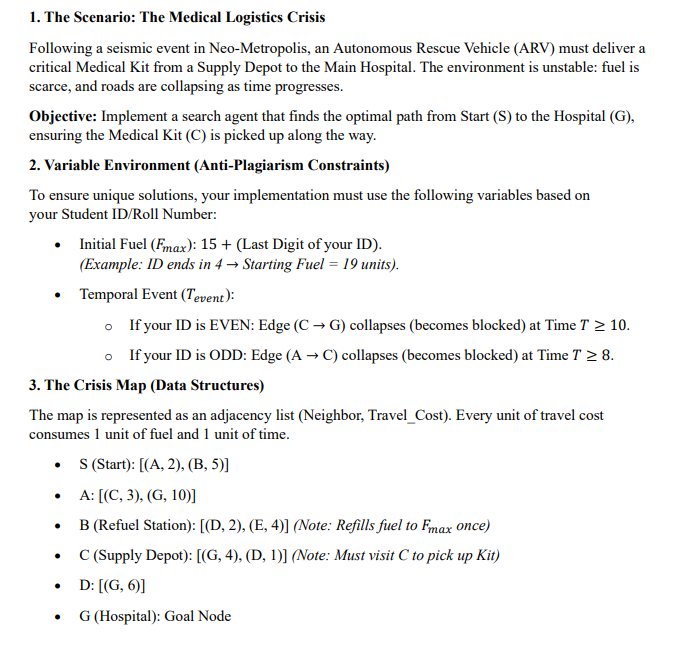 1. The Scenario: The Medical Logistics Crisis
Following a seismic event in Neo-Metropolis, an Autonomous Rescue Vehicle (ARV) must deliver a
critical Medical Kit from a Supply Depot to the Main Hospital. The environment is unstable: fuel is
scarce, and roads are collapsing as time progresses.
Objective: Implement a search agent that finds the optimal path from Start (S) to the Hospital (G),
ensuring the Medical Kit (C) is picked up along the way.
2. Variable Environment (Anti-Plagiarism Constraints)
To ensure unique solutions, your implementation must use the following variables based on
your Student ID/Roll Number:
• Initial Fuel (Fmax): 15 + (Last Digit of your ID).
(Example: ID ends in 4 → Starting Fuel = 19 units).
• Temporal Event (Tevent):
o If your ID is EVEN: Edge (C → G) collapses (becomes blocked) at Time T ≥ 10.
o If your ID is ODD: Edge (A → C) collapses (becomes blocked) at Time T ≥ 8.
3. The Crisis Map (Data Structures)
The map is represented as an adjacency list (Neighbor, Travel_Cost). Every unit of travel cost
consumes 1 unit of fuel and 1 unit of time.
• S (Start): [(A, 2), (B, 5)]
• A: [(C, 3), (G, 10)]
• B (Refuel Station): [(D, 2), (E, 4)] (Note: Refills fuel to Fmax once)
• C (Supply Depot): [(G, 4), (D, 1)] (Note: Must visit C to pick up Kit)
• D: [(G, 6)]
• G (Hospital): Goal Node